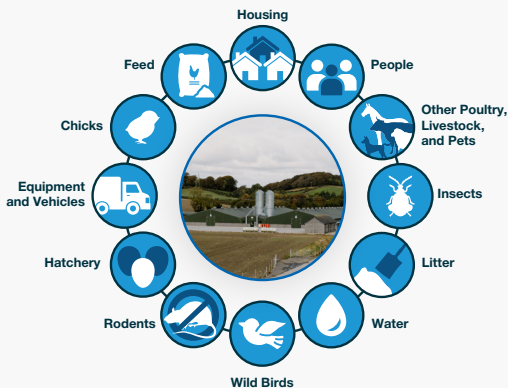 Housing
People
Other Poultry,
Livestock,
and Pets
Insects
Litter
Water
Wild Birds
Rodents
Hatchery
Equipment
and Vehicles
Chicks
Feed